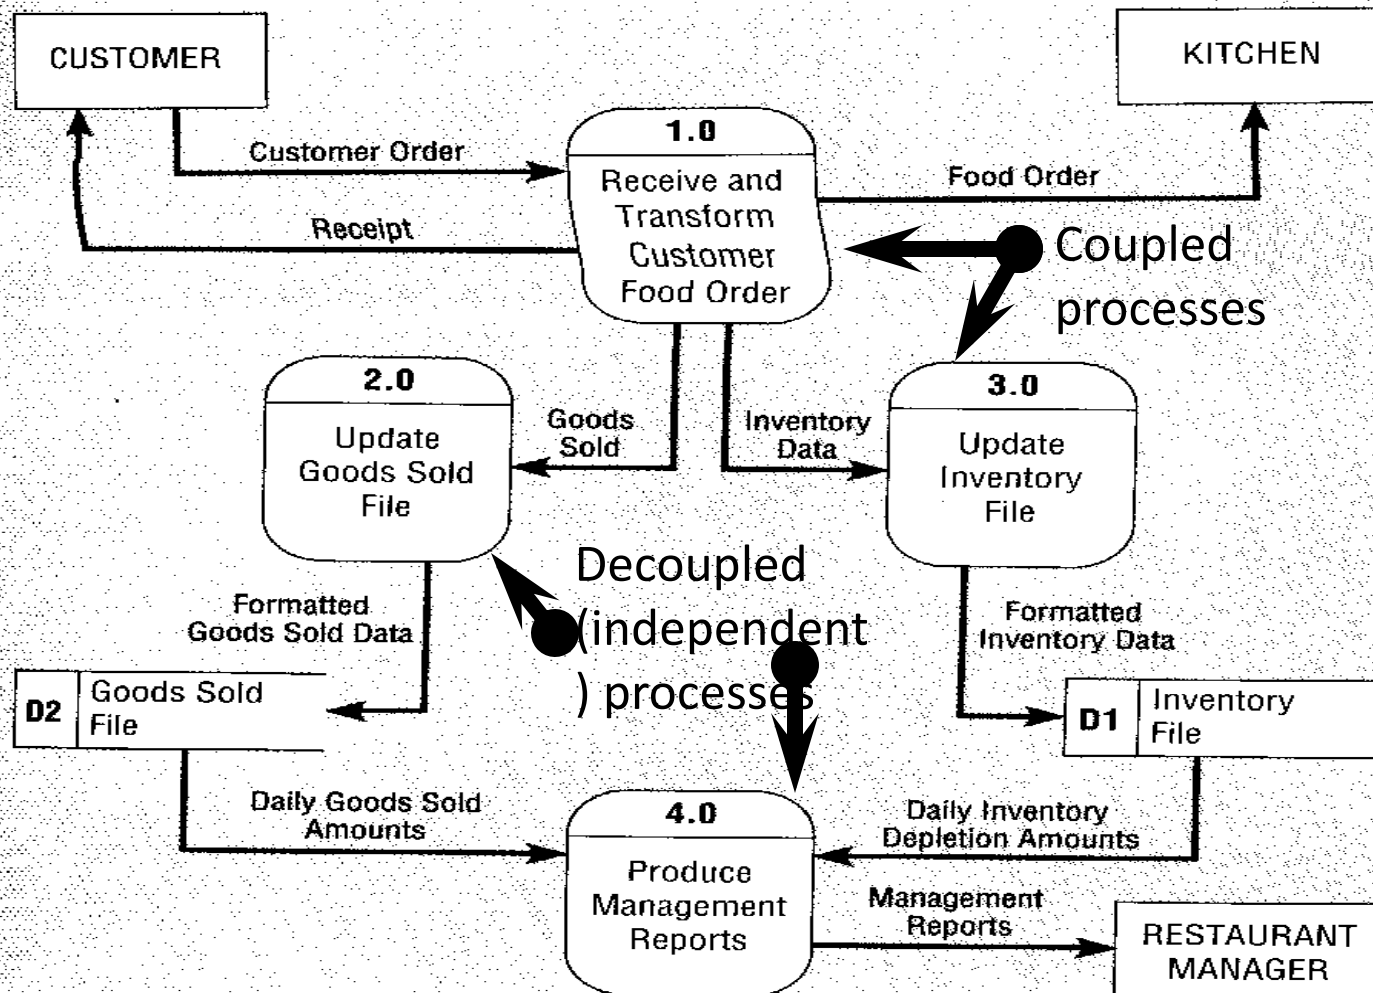 CUSTOMER
KITCHEN
1.0
Receive and
Transform
Customer
Food Order
Customer Order
Receipt
Food Order
Coupled
processes
2.0
Update
Goods Sold
File
Goods
Sold
Inventory
Data
3.0
Update
Inventory
File
Decoupled
(independent
) processes
Formatted
Goods Sold Data
Formatted
Inventory Data
D2
Goods Sold
File
D1
Inventory
File
Daily Goods Sold
Amounts
Daily Inventory
Depletion Amounts
4.0
Produce
Management
Reports
Management
Reports
RESTAURANT
MANAGER